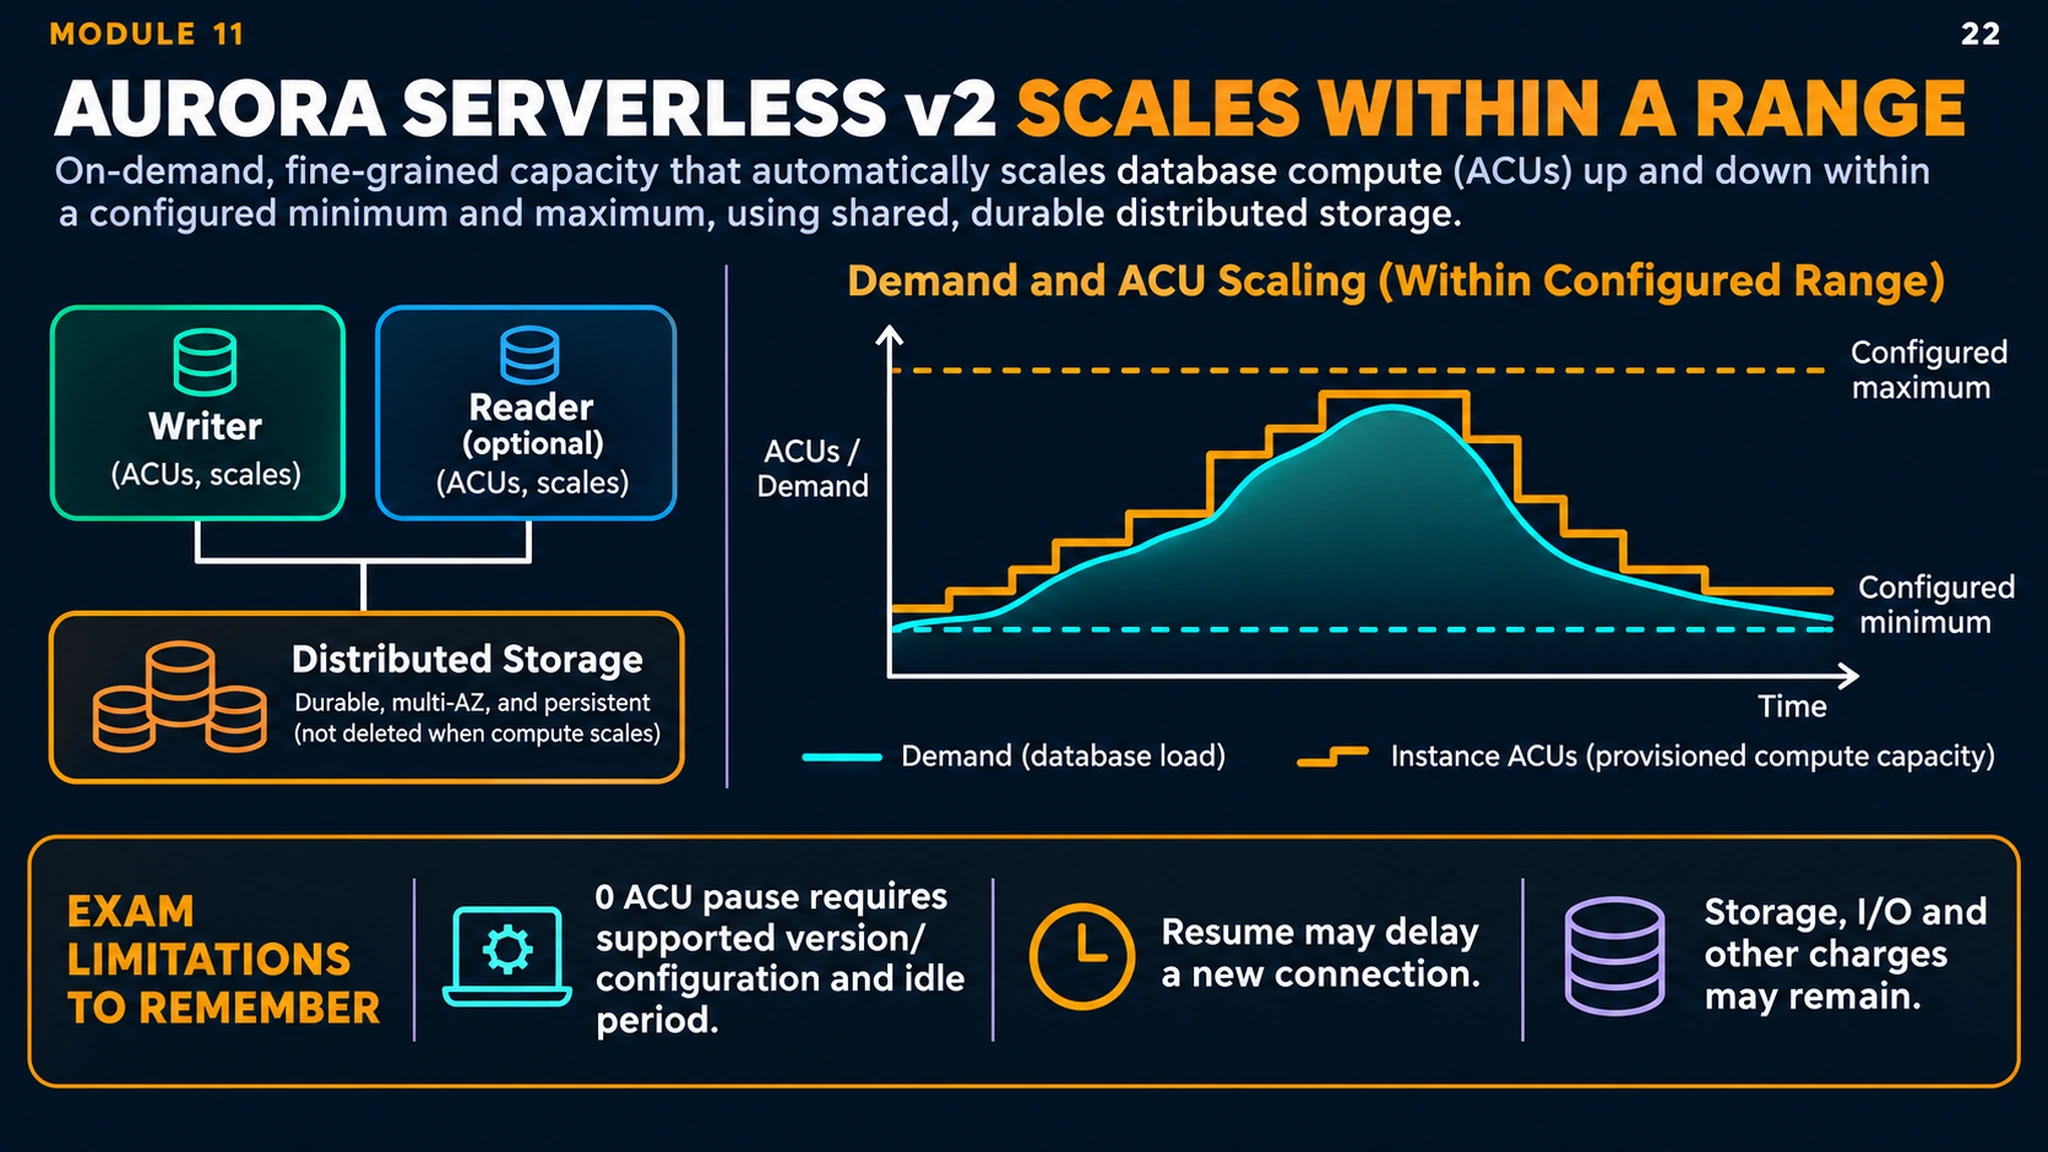 MODULE 11
22
AURORA SERVERLESS v2 SCALES WITHIN A RANGE
On-demand, fine-grained capacity that automatically scales database compute (ACUs) up and down within
a configured minimum and maximum, using shared, durable distributed storage.
Writer
(ACUs, scales)
Reader
(optional)
(ACUs, scales)
Distributed Storage
Durable, multi-AZ, and persistent
(not deleted when compute scales)
Demand and ACU Scaling (Within Configured Range)
ACUs /
Demand
Configured
maximum
Configured
minimum
Time
Demand (database load)
Instance ACUs (provisioned compute capacity)
EXAM
LIMITATIONS
TO REMEMBER
0 ACU pause requires
supported version/
configuration and idle
period.
Resume may delay
a new connection.
Storage, I/O and
other charges
may remain.